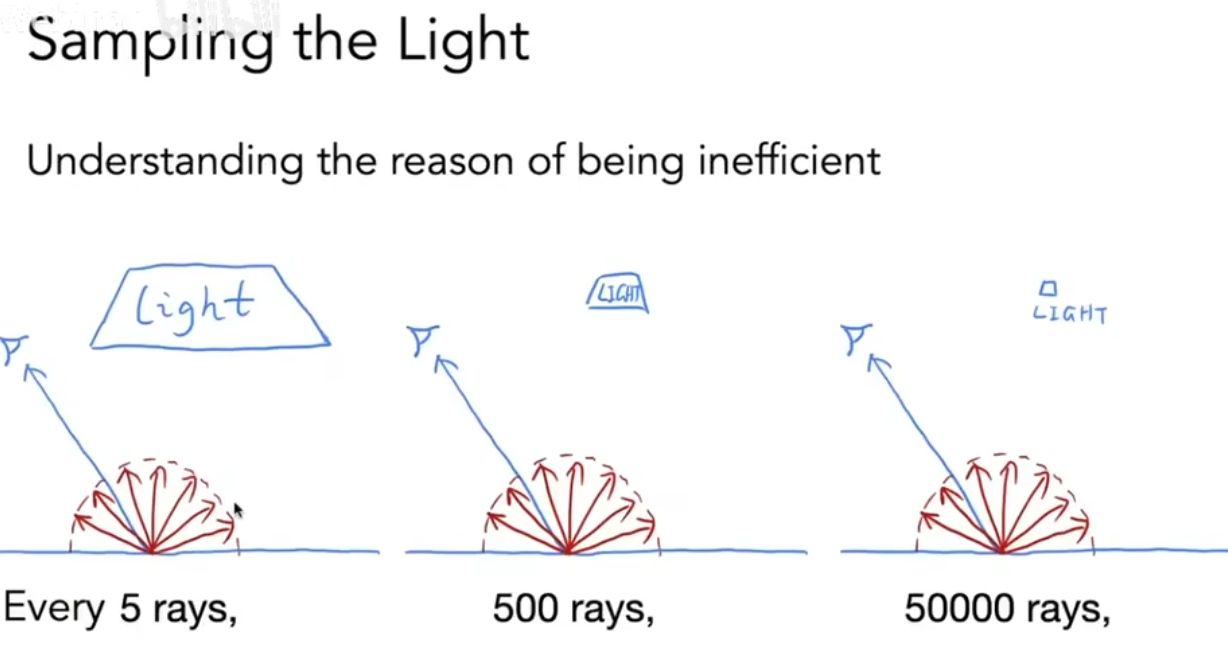 Sampling the Light
Understanding the reason of being inefficient
Light
LIGHT
LIGHT
Every 5 rays,
500 rays,
50000 rays,